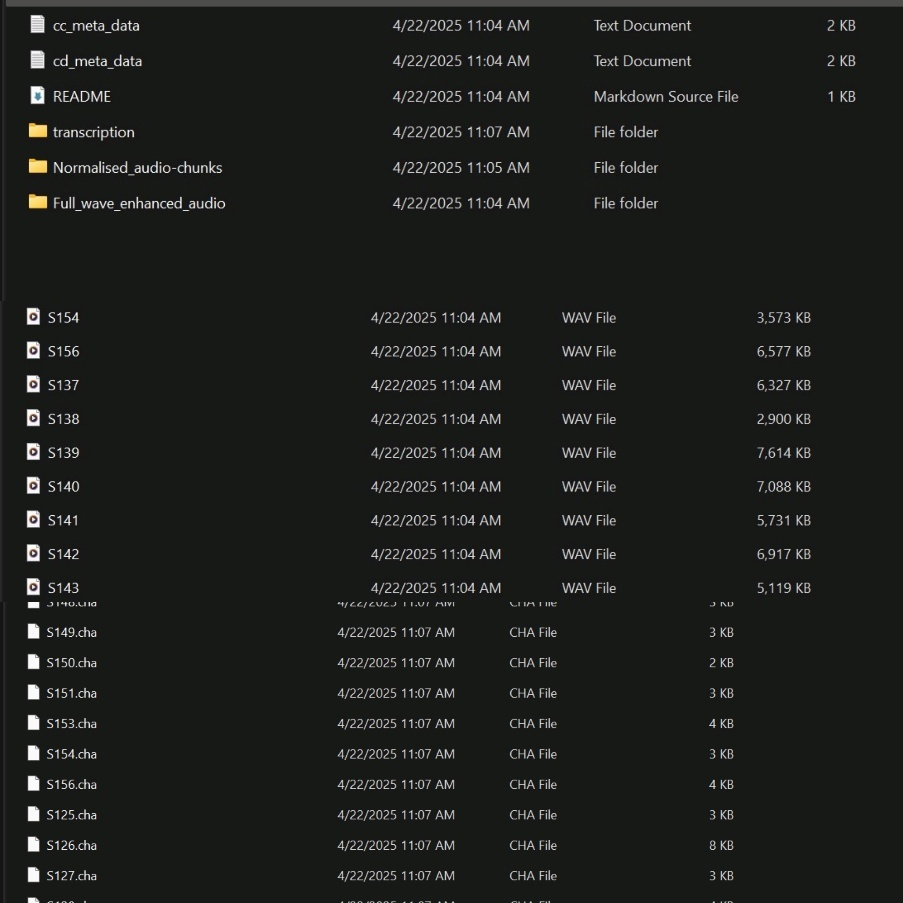 cc_meta_data 4/22/2025 11:04 AM Text Document 2 KB
cd_meta_data 4/22/2025 11:04 AM Text Document 2 KB
README 4/22/2025 11:04 AM Markdown Source File 1 KB
transcription 4/22/2025 11:07 AM File folder
Normalised_audio-chunks 4/22/2025 11:05 AM File folder
Full_wave_enhanced_audio 4/22/2025 11:04 AM File folder
S154 4/22/2025 11:04 AM WAV File 3,573 KB
S156 4/22/2025 11:04 AM WAV File 6,577 KB
S137 4/22/2025 11:04 AM WAV File 6,327 KB
S138 4/22/2025 11:04 AM WAV File 2,900 KB
S139 4/22/2025 11:04 AM WAV File 7,614 KB
S140 4/22/2025 11:04 AM WAV File 7,088 KB
S141 4/22/2025 11:04 AM WAV File 5,731 KB
S142 4/22/2025 11:04 AM WAV File 6,917 KB
S143 4/22/2025 11:04 AM WAV File 5,119 KB
S148.cha 4/22/2025 11:07 AM CHA File KB
S149.cha 4/22/2025 11:07 AM CHA File 3 KB
S150.cha 4/22/2025 11:07 AM CHA File 2 KB
S151.cha 4/22/2025 11:07 AM CHA File 3 KB
S153.cha 4/22/2025 11:07 AM CHA File 4 KB
S154.cha 4/22/2025 11:07 AM CHA File 3 KB
S156.cha 4/22/2025 11:07 AM CHA File 4 KB
S125.cha 4/22/2025 11:07 AM CHA File 3 KB
S126.cha 4/22/2025 11:07 AM CHA File 8 KB
S127.cha 4/22/2025 11:07 AM CHA File 3 KB